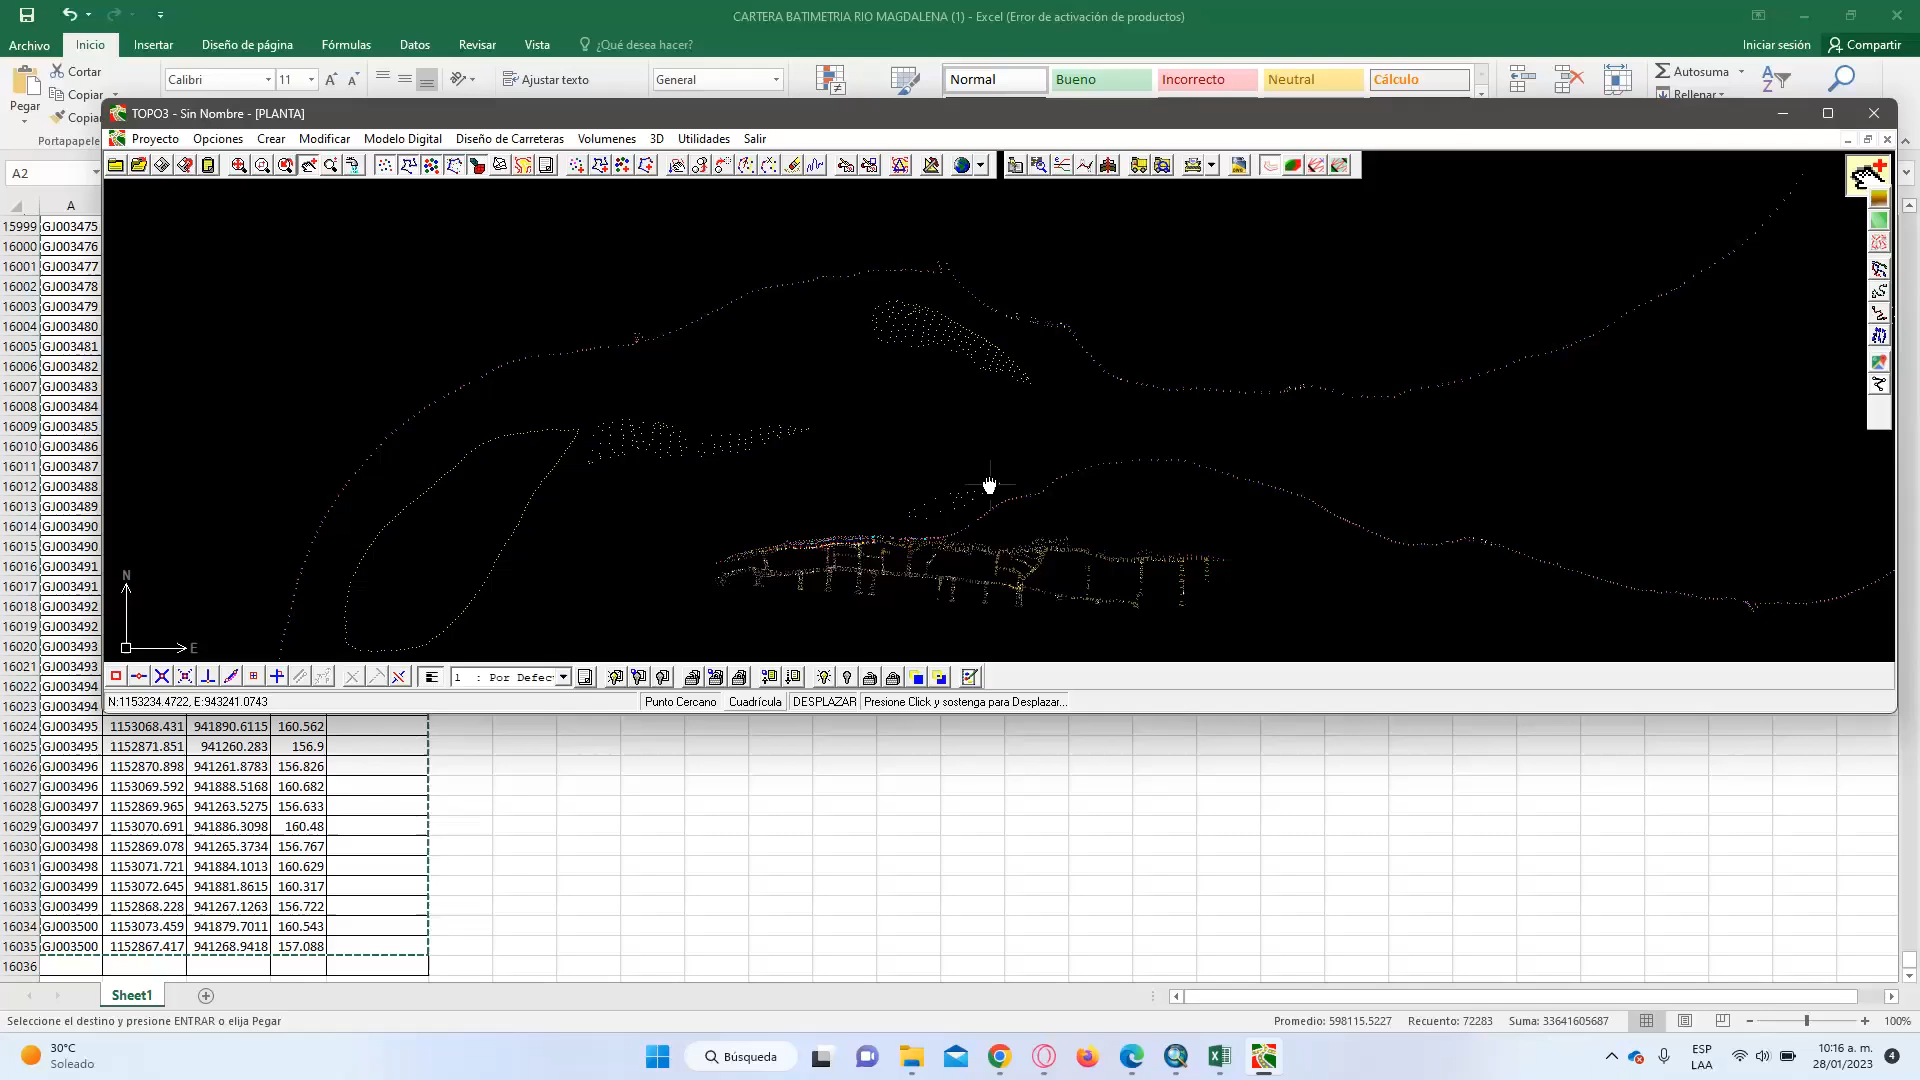 CARTERA BATIMETRIA RIO MAGDALENA (1) - Excel (Error de activación de productos)
Archivo Inicio Insertar Diseño de página Fórmulas Datos Revisar Vista ¿Qué desea hacer? Iniciar sesión Compartir
Pegar Cortar Copiar Calibri 11 Ajustar texto General Normal Bueno Incorrecto Neutral Cálculo Autosuma Rellenar
Portapapele
TOPO3 - Sin Nombre - [PLANTA]
Proyecto Opciones Crear Modificar Modelo Digital Diseño de Carreteras Volumenes 3D Utilidades Salir
A2
A
15999 GJ003475
16000 GJ003476
16001 GJ003477
16002 GJ003478
16003 GJ003479
16004 GJ003480
16005 GJ003481
16006 GJ003482
16007 GJ003483
16008 GJ003484
16009 GJ003485
16010 GJ003486
16011 GJ003487
16012 GJ003488
16013 GJ003489
16014 GJ003490
16015 GJ003490
16016 GJ003491
16017 GJ003491
16018 GJ003492
16019 GJ003492
16020 GJ003493
16021 GJ003493
16022 GJ003494
16023 GJ003494
N
E
1 : Por Defec
N:1153234.4722, E:943241.0743 Punto Cercano Cuadrícula DESPLAZAR Presione Click y sostenga para Desplazar...
16024 GJ003495 1153068.431 941890.6115 160.562
16025 GJ003495 1152871.851 941260.283 156.9
16026 GJ003496 1152870.898 941261.8783 156.826
16027 GJ003496 1153069.592 941888.5168 160.682
16028 GJ003497 1152869.965 941263.5275 156.633
16029 GJ003497 1153070.691 941886.3098 160.48
16030 GJ003498 1152869.078 941265.3734 156.767
16031 GJ003498 1153071.721 941884.1013 160.629
16032 GJ003499 1153072.645 941881.8615 160.317
16033 GJ003499 1152868.228 941267.1263 156.722
16034 GJ003500 1153073.459 941879.7011 160.543
16035 GJ003500 1152867.417 941268.9418 157.088
16036
Sheet1
Seleccione el destino y presione ENTRAR o elija Pegar Promedio: 598115.5227 Recuento: 72283 Suma: 33641605687 100%
30°C
Soleado
Búsqueda
ESP
LAA
10:16 a. m.
28/01/2023
4